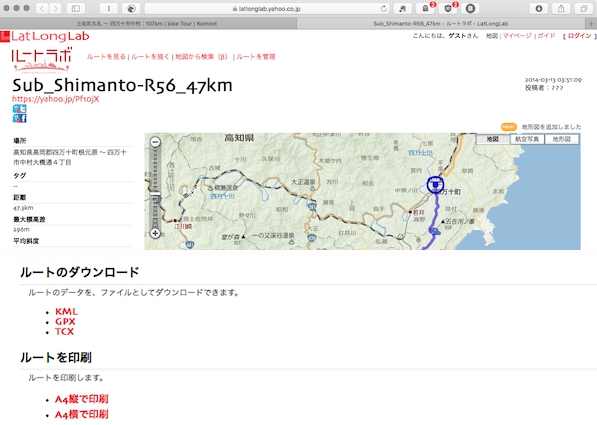 latlonglab.yahoo.co.jp
土佐町久礼 〜 四万十市中村 : 107km | bike Tour | Komoot
Sub_Shimanto-R56_47km - ルートラボ - LatLongLab
LatLongLab
こんにちは、ゲストさん 地図 | マイページ | ガイド [ ログイン ]
ルートラボ
ルートを見る | ルートを描く | 地図から検索（β） | ルートを管理
Sub_Shimanto-R56_47km
2014-03-13 03:51:09
投稿者：???
https://yahoo.jp/Pf1ojX
New! 地形図を追加しました
場所
高知県高岡郡四万十町根元原 〜 四万十市中村大橋通４丁目
タグ
--
距離
47.3km
最大標高差
296m
平均斜度
地図 航空写真 地形図
高知県
十川
大正
江川崎
窪川
若井
土佐大正
四万十町
家地川
一の又渓谷温泉
ルートのダウンロード
ルートのデータを、ファイルとしてダウンロードできます。
KML
GPX
TCX
ルートを印刷
ルートを印刷します。
A4縦で印刷
A4横で印刷